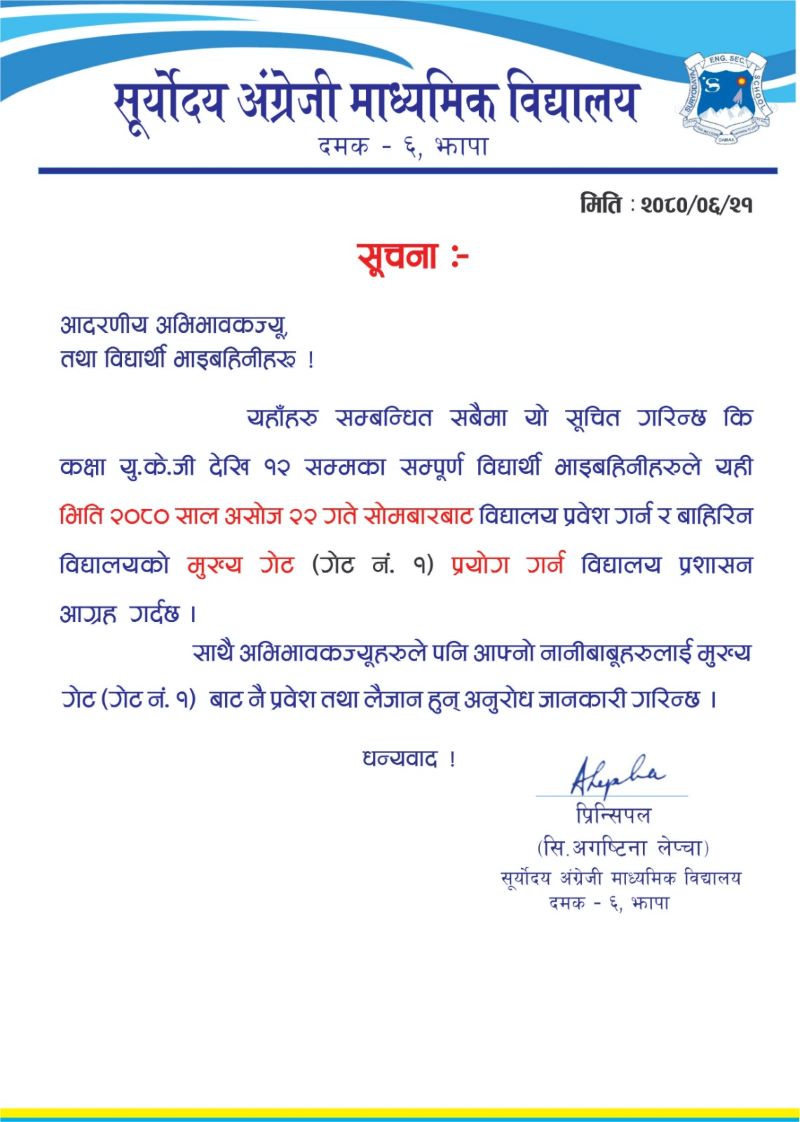 सूर्योदय अंग्रेजी माध्यमिक विद्यालय
दमक - ६, झापा
ENG. SEC.
SURYODAYA
SCHOOL
'S
DAMAK
मिति : २०८०/०६/२१
सूचना :-
आदरणीय अभिभावकज्यू,
तथा विद्यार्थी भाइबहिनीहरु !
यहाँहरु सम्बन्धित सबैमा यो सूचित गरिन्छ कि
कक्षा यु.के.जी देखि १२ सम्मका सम्पूर्ण विद्यार्थी भाइबहिनीहरुले यही
मिति २०८० साल असोज २२ गते सोमबारबाट विद्यालय प्रवेश गर्न र बाहिरिन
विद्यालयको मुख्य गेट (गेट नं. १) प्रयोग गर्न विद्यालय प्रशासन
आग्रह गर्दछ ।
साथै अभिभावकज्यूहरुले पनि आफ्नो नानीबाबूहरुलाई मुख्य
गेट (गेट नं. १) बाट नै प्रवेश तथा लैजान हुन् अनुरोध जानकारी गरिन्छ ।
धन्यवाद !
प्रिन्सिपल
(सि.अगष्टिना लेप्चा)
सूर्योदय अंग्रेजी माध्यमिक विद्यालय
दमक - ६, झापा